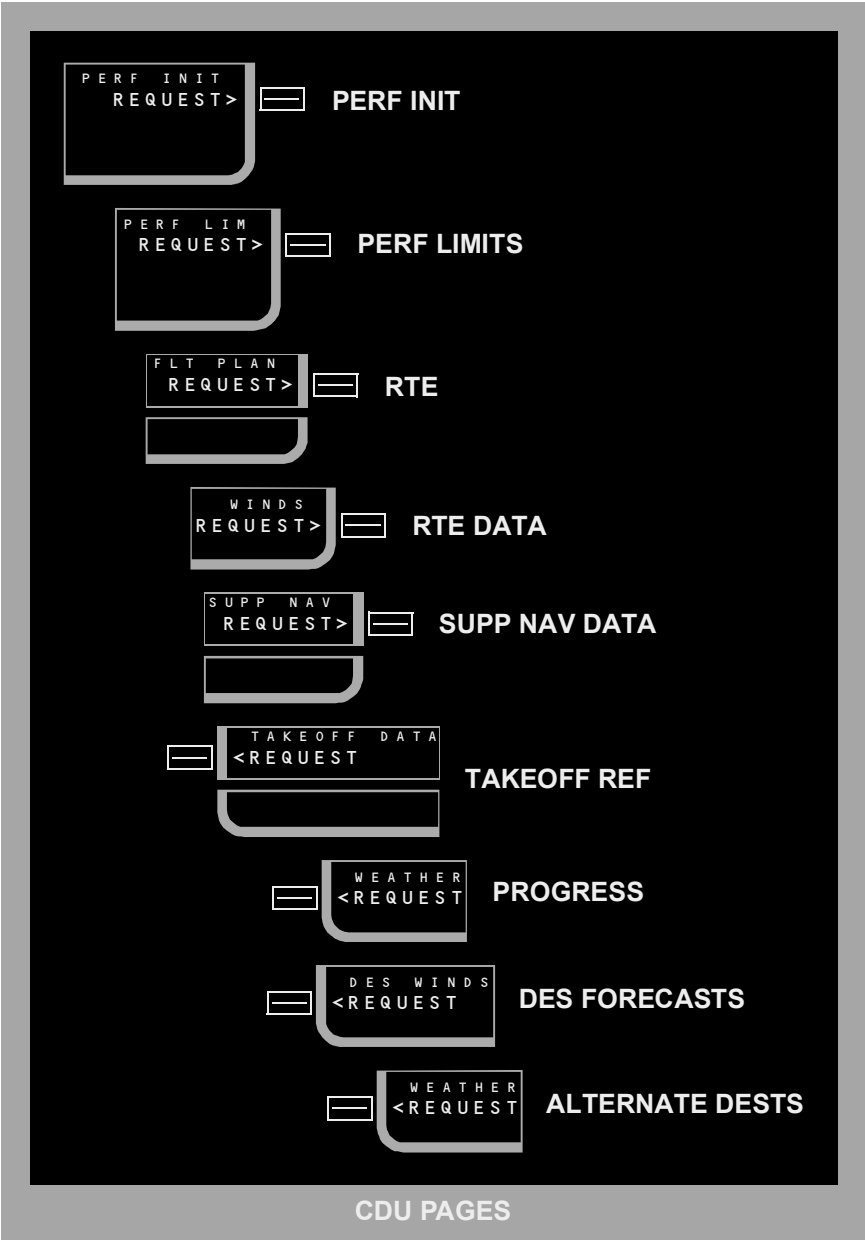 PERF INIT
REQUEST>
PERF INIT
PERF LIM
REQUEST>
PERF LIMITS
FLT PLAN
REQUEST>
RTE
WINDS
REQUEST>
RTE DATA
SUPP NAV
REQUEST>
SUPP NAV DATA
TAKEOFF DATA
<REQUEST
TAKEOFF REF
WEATHER
<REQUEST
PROGRESS
DES WINDS
<REQUEST
DES FORECASTS
WEATHER
<REQUEST
ALTERNATE DESTS
CDU PAGES